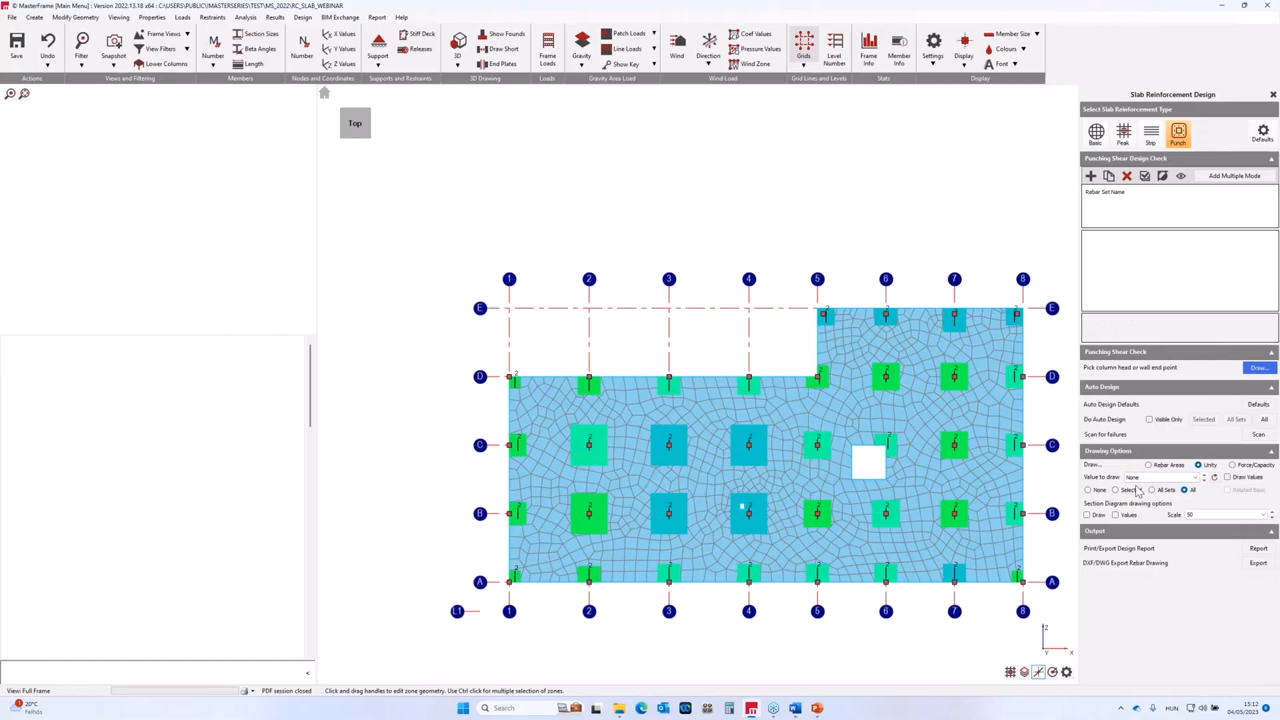 MasterFrame [Main Menu] : Version 2022.13.18 x64 : C:\USERS\PUBLIC\MASTERSERIES\TEST\MS_2022\RC_SLAB_WEBINAR
File Create Modify Geometry Viewing Properties Loads Restraints Analysis Results Design BIM Exchange Report Help
Save Undo Filter Snapshot Frame Views View Filters Lower Columns
Number Section Sizes Beta Angles Length
Number X Values Y Values Z Values
Support Stiff Deck Releases
3D Show Founds Draw Short End Plates
Frame Loads
Gravity Patch Loads Line Loads Show Key
Wind Direction Coef Values Pressure Values Wind Zone
Grids Level Number
Frame Info Member Info
Settings Display Member Size Colours Font
Actions Views and Filtering Members Nodes and Coordinates Supports and Restraints 3D Drawing Loads Gravity Area Load Wind Load Grid Lines and Levels Stats Display
Top
Slab Reinforcement Design
Select Slab Reinforcement Type
Basic Peak Strip Punch Defaults
Punching Shear Design Check
Add Multiple Mode
Rebar Set Name
Punching Shear Check
Pick column head or wall end point Draw...
Auto Design
Auto Design Defaults Defaults
Do Auto Design Visible Only Selected All Sets All
Scan for failures Scan
Drawing Options
Draw... Rebar Areas Unity Force/Capacity
Value to draw None Draw Values
None All Sets All Related Basic
Section Diagram drawing options
Draw Values Scale 50
Output
Print/Export Design Report Report
DXF/DWG Export Rebar Drawing Export
1 2 3 4 5 6 7 8
E E
D D
C C
B B
A A
L1 1 2 3 4 5 6 7 8
Z
Y X
<
View: Full Frame PDF session closed Click and drag handles to edit zone geometry. Use Ctrl click for multiple selection of zones.
20°C
Felhős
Search
HUN
15:12
04/05/2023